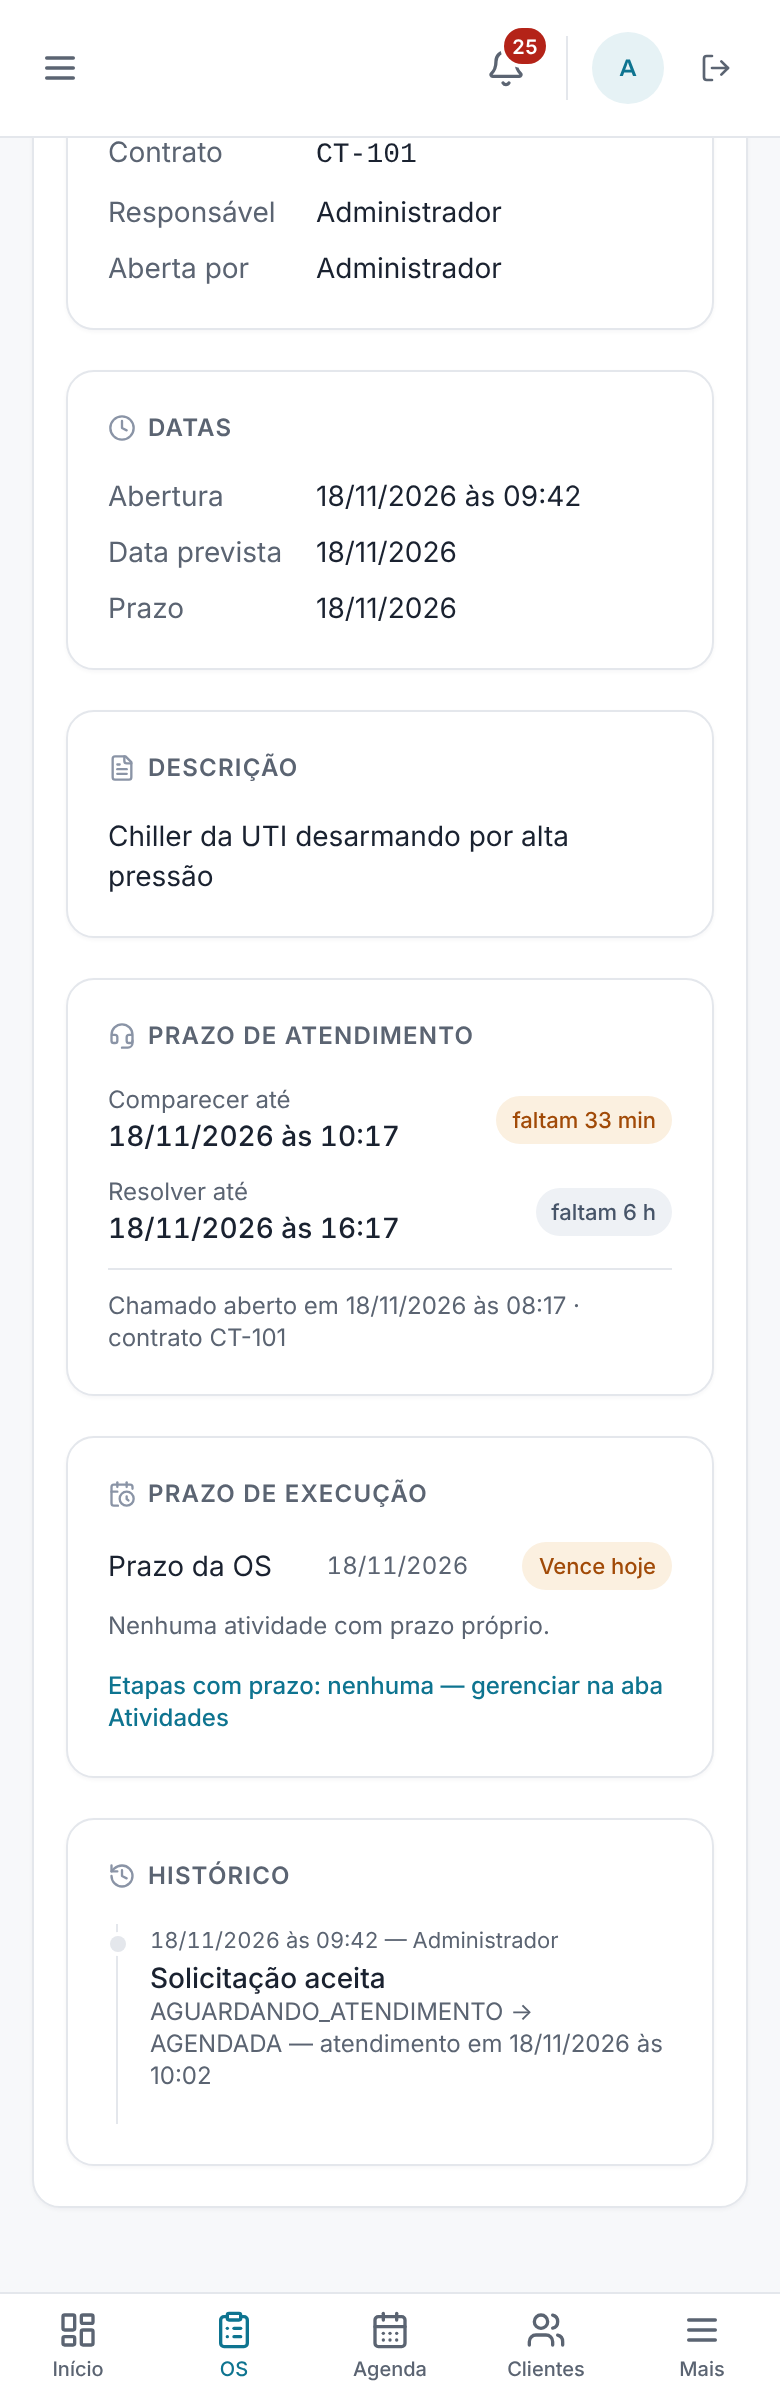 25
A
Contrato CT-101
Responsável Administrador
Aberta por Administrador
DATAS
Abertura 18/11/2026 às 09:42
Data prevista 18/11/2026
Prazo 18/11/2026
DESCRIÇÃO
Chiller da UTI desarmando por alta
pressão
PRAZO DE ATENDIMENTO
Comparecer até
18/11/2026 às 10:17
faltam 33 min
Resolver até
18/11/2026 às 16:17
faltam 6 h
Chamado aberto em 18/11/2026 às 08:17 ·
contrato CT-101
PRAZO DE EXECUÇÃO
Prazo da OS 18/11/2026 Vence hoje
Nenhuma atividade com prazo próprio.
Etapas com prazo: nenhuma — gerenciar na aba
Atividades
HISTÓRICO
18/11/2026 às 09:42 — Administrador
Solicitação aceita
AGUARDANDO_ATENDIMENTO →
AGENDADA — atendimento em 18/11/2026 às
10:02
Início OS Agenda Clientes Mais